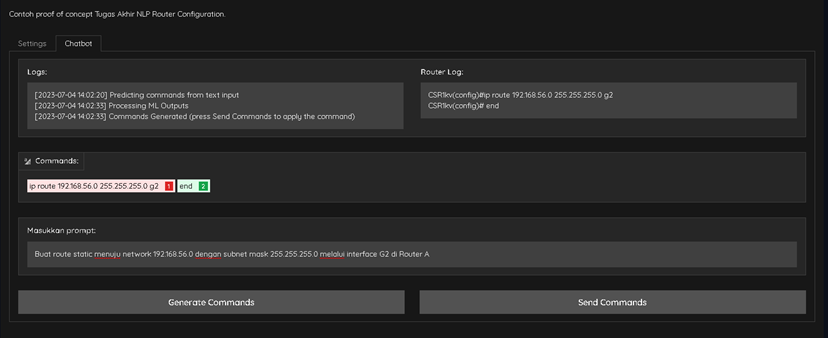 Contoh proof of concept Tugas Akhir NLP Router Configuration.
Settings
Chatbot
Logs:
[2023-07-04 14:02:20] Predicting commands from text input
[2023-07-04 14:02:33] Processing ML Outputs
[2023-07-04 14:02:33] Commands Generated (press Send Commands to apply the command)
Router Log:
CSR1kv(config)#ip route 192.168.56.0 255.255.255.0 g2
CSR1kv(config)# end
Commands:
ip route 192.168.56.0 255.255.255.0 g2 1 end 2
Masukkan prompt:
Buat route static menuju network 192.168.56.0 dengan subnet mask 255.255.255.0 melalui interface G2 di Router A
Generate Commands
Send Commands